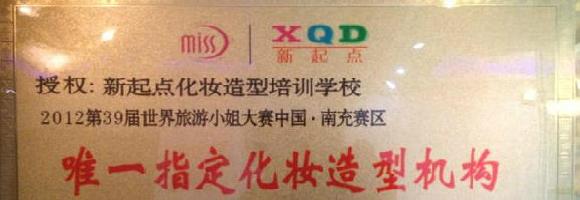 miss XQD
新起点
授权: 新起点化妆造型培训学校
2012第39届世界旅游小姐大赛中国·南充赛区
唯一指定化妆造型机构